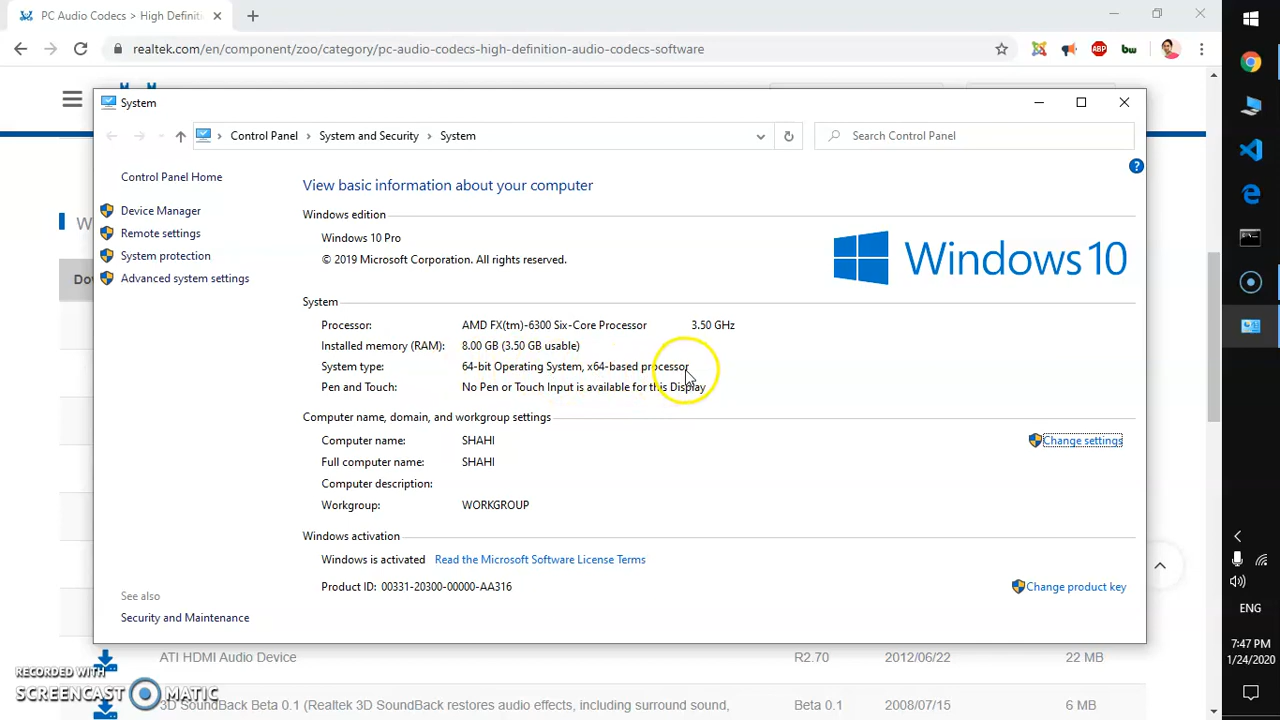 PC Audio Codecs > High Definit
realtek.com/en/component/zoo/category/pc-audio-codecs-high-definition-audio-codecs-software
ABP
bw
System
Control Panel > System and Security > System
Search Control Panel
?
Control Panel Home
Device Manager
Remote settings
System protection
Advanced system settings
See also
Security and Maintenance
View basic information about your computer
Windows edition
Windows 10 Pro
© 2019 Microsoft Corporation. All rights reserved.
Windows 10
System
Processor: AMD FX(tm)-6300 Six-Core Processor 3.50 GHz
Installed memory (RAM): 8.00 GB (3.50 GB usable)
System type: 64-bit Operating System, x64-based processor
Pen and Touch: No Pen or Touch Input is available for this Display
Computer name, domain, and workgroup settings
Computer name: SHAHI
Change settings
Full computer name: SHAHI
Computer description:
Workgroup: WORKGROUP
Windows activation
Windows is activated Read the Microsoft Software License Terms
Product ID: 00331-20300-00000-AA316
Change product key
W
Do
ATI HDMI Audio Device R2.70 2012/06/22 22 MB
3D SoundBack Beta 0.1 (Realtek 3D SoundBack restores audio effects, including surround sound, Beta 0.1 2008/07/15 6 MB
RECORDED WITH
SCREENCAST MATIC
ENG
7:47 PM
1/24/2020